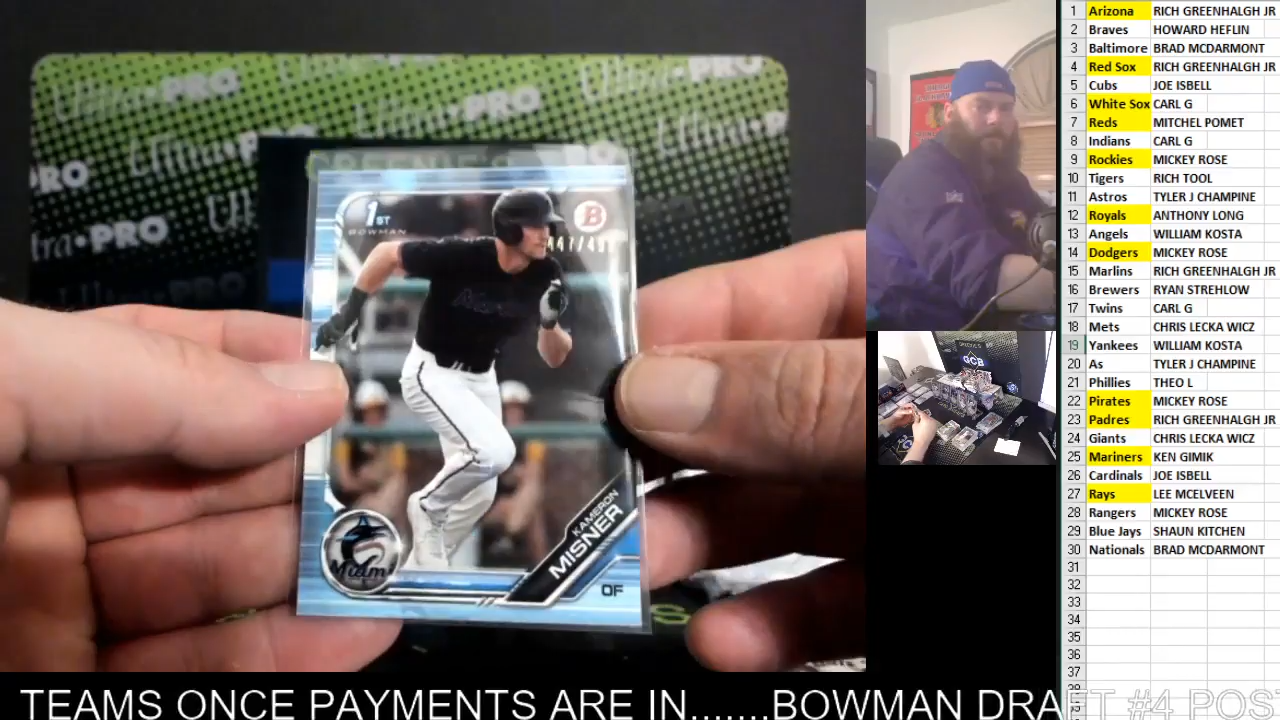 PRO
Ultra•PRO
1ST
BOWMAN
B
Miami
KAMERON
MISNER
OF
GCB
1 Arizona RICH GREENHALGH JR
2 Braves HOWARD HEFLIN
3 Baltimore BRAD MCDARMONT
4 Red Sox RICH GREENHALGH JR
5 Cubs JOE ISBELL
6 White Sox CARL G
7 Reds MITCHEL POMET
8 Indians CARL G
9 Rockies MICKEY ROSE
10 Tigers RICH TOOL
11 Astros TYLER J CHAMPINE
12 Royals ANTHONY LONG
13 Angels WILLIAM KOSTA
14 Dodgers MICKEY ROSE
15 Marlins RICH GREENHALGH JR
16 Brewers RYAN STREHLOW
17 Twins CARL G
18 Mets CHRIS LECKA WICZ
19 Yankees WILLIAM KOSTA
20 As TYLER J CHAMPINE
21 Phillies THEO L
22 Pirates MICKEY ROSE
23 Padres RICH GREENHALGH JR
24 Giants CHRIS LECKA WICZ
25 Mariners KEN GIMIK
26 Cardinals JOE ISBELL
27 Rays LEE MCELVEEN
28 Rangers MICKEY ROSE
29 Blue Jays SHAUN KITCHEN
30 Nationals BRAD MCDARMONT
31
32
33
34
35
36
37
TEAMS ONCE PAYMENTS ARE IN.......BOWMAN DRAFT #4 POS